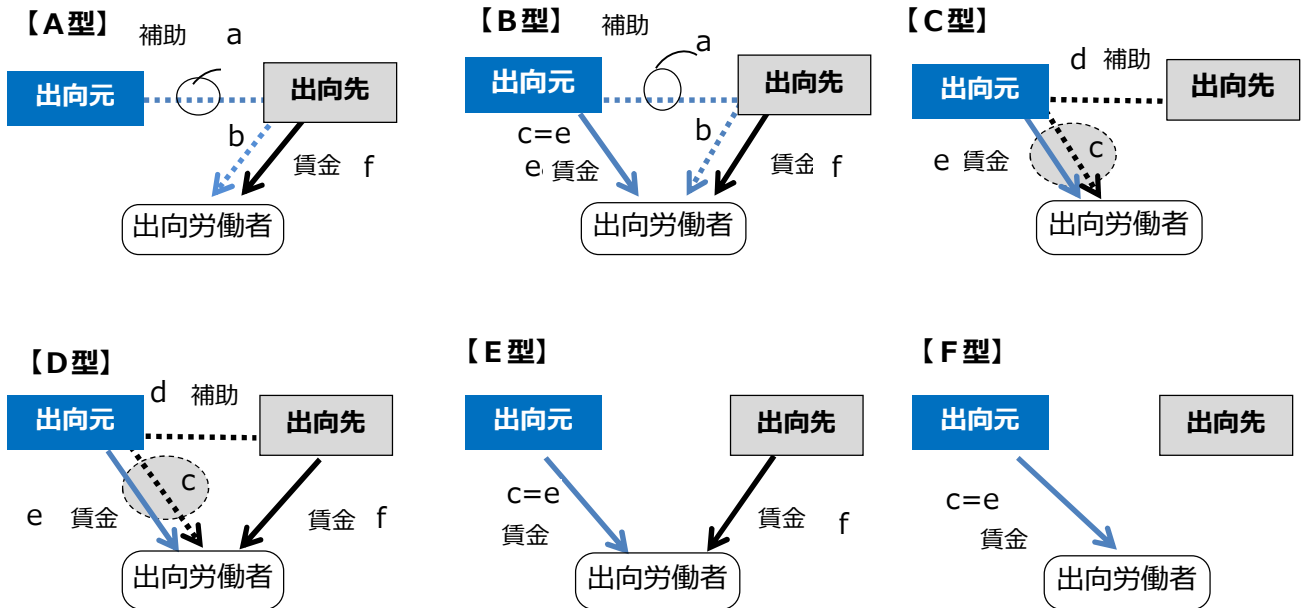 【A型】
補助 a
出向元
出向先
b
賃金 f
出向労働者
【B型】
補助 a
出向元
出向先
c=e
b
e 賃金
賃金 f
出向労働者
【C型】
d 補助
出向元
出向先
e 賃金
c
出向労働者
【D型】
d 補助
出向元
出向先
c
e 賃金
賃金 f
出向労働者
【E型】
出向元
出向先
c=e
賃金
賃金 f
出向労働者
【F型】
出向元
出向先
c=e
賃金
出向労働者